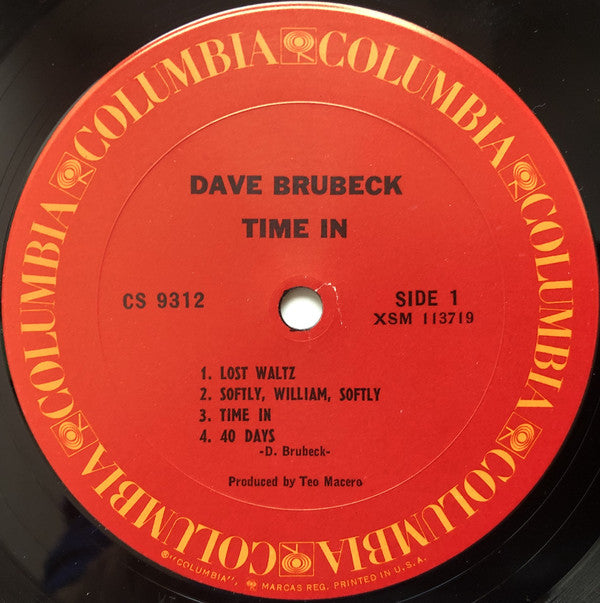 COLUMBIA COLUMBIA COLUMBIA COLUMBIA COLUMBIA COLUMBIA
DAVE BRUBECK
TIME IN
CS 9312
SIDE 1
XSM 113719
1. LOST WALTZ
2. SOFTLY, WILLIAM, SOFTLY
3. TIME IN
4. 40 DAYS
-D. Brubeck-
Produced by Teo Macero
®"COLUMBIA", MARCAS REG. PRINTED IN U.S.A.